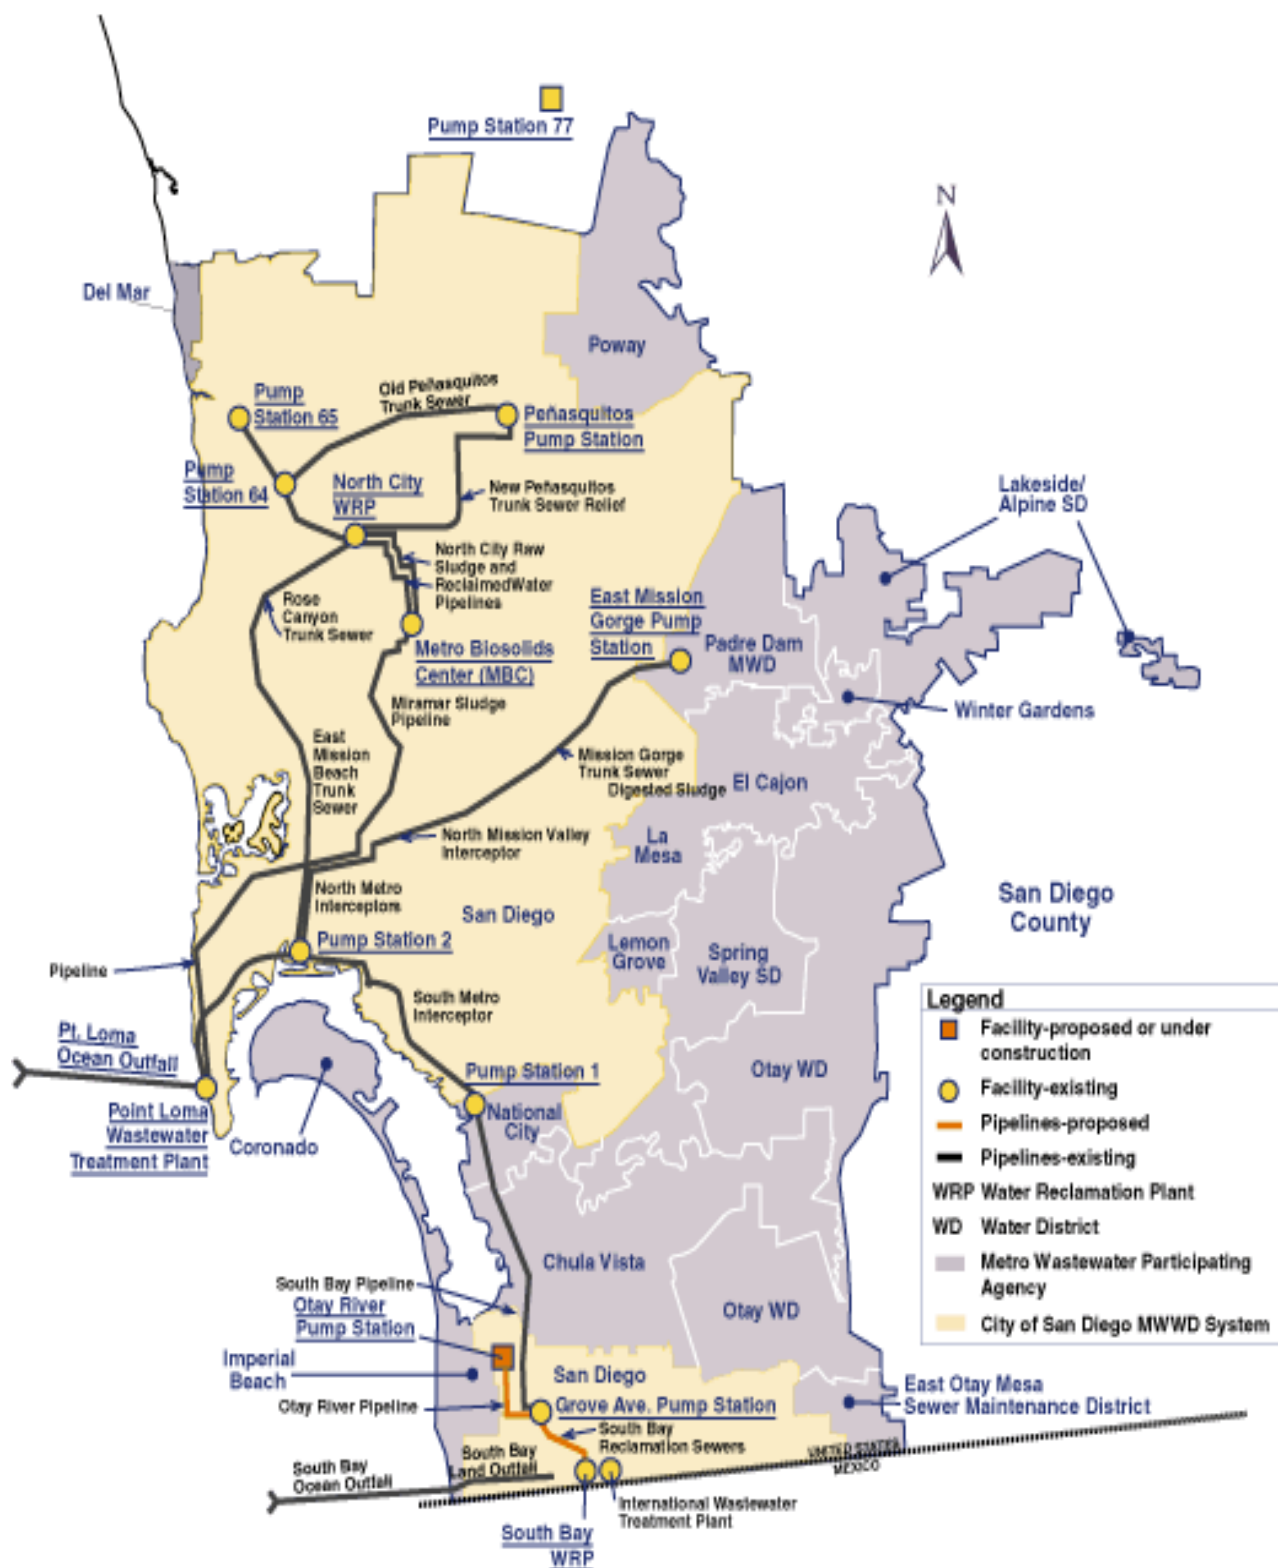 Pump Station 77
N
Del Mar
Poway
Pump
Station 65
Old Peñasquitos
Trunk Sewer
Peñasquitos
Pump Station
Pump
Station 64
North City
WRP
New Peñasquitos
Trunk Sewer Relief
Lakeside/
Alpine SD
North City Raw
Sludge and
ReclaimedWater
Pipelines
Rose
Canyon
Trunk Sewer
East Mission
Gorge Pump
Station
Padre Dam
MWD
Metro Biosolids
Center (MBC)
Miramar Sludge
Pipeline
Winter Gardens
East
Mission
Beach
Trunk
Sewer
Mission Gorge
Trunk Sewer
Digested Sludge
El Cajon
North Mission Valley
Interceptor
La
Mesa
North Metro
Interceptors
San Diego
San Diego
County
Pump Station 2
Lemon
Grove
Spring
Valley SD
Pipeline
South Metro
Interceptor
Pt. Loma
Ocean Outfall
Pump Station 1
Otay WD
Point Loma
Wastewater
Treatment Plant
Coronado
National
City
Legend
Facility-proposed or under
construction
Facility-existing
Pipelines-proposed
Pipelines-existing
WRP Water Reclamation Plant
WD Water District
Metro Wastewater Participating
Agency
City of San Diego MWWD System
Chula Vista
South Bay Pipeline
Otay River
Pump Station
Otay WD
Imperial
Beach
San Diego
Otay River Pipeline
Grove Ave. Pump Station
East Otay Mesa
Sewer Maintenance District
South Bay
Reclamation Sewers
South Bay
Land Outfall
South Bay
Ocean Outfall
UNITED STATES
MEXICO
International Wastewater
Treatment Plant
South Bay
WRP